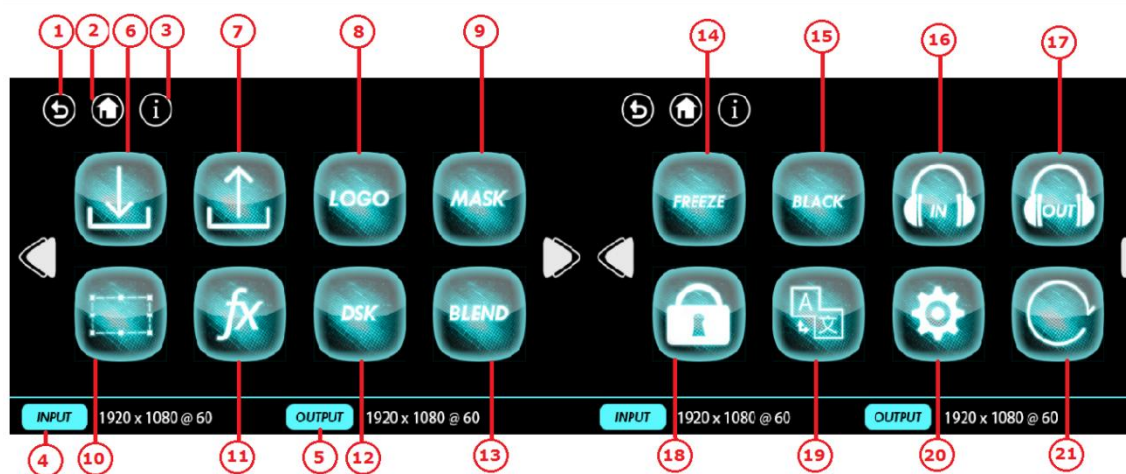 1 2 6 3 7 8 9 14 15 16 17
i i
LOGO MASK FREEZE BLACK IN OUT
fx DSK BLEND A 文
INPUT 1920 x 1080 @ 60 OUTPUT 1920 x 1080 @ 60 INPUT 1920 x 1080 @ 60 OUTPUT 1920 x 1080 @ 60
4 10 11 5 12 13 18 19 20 21